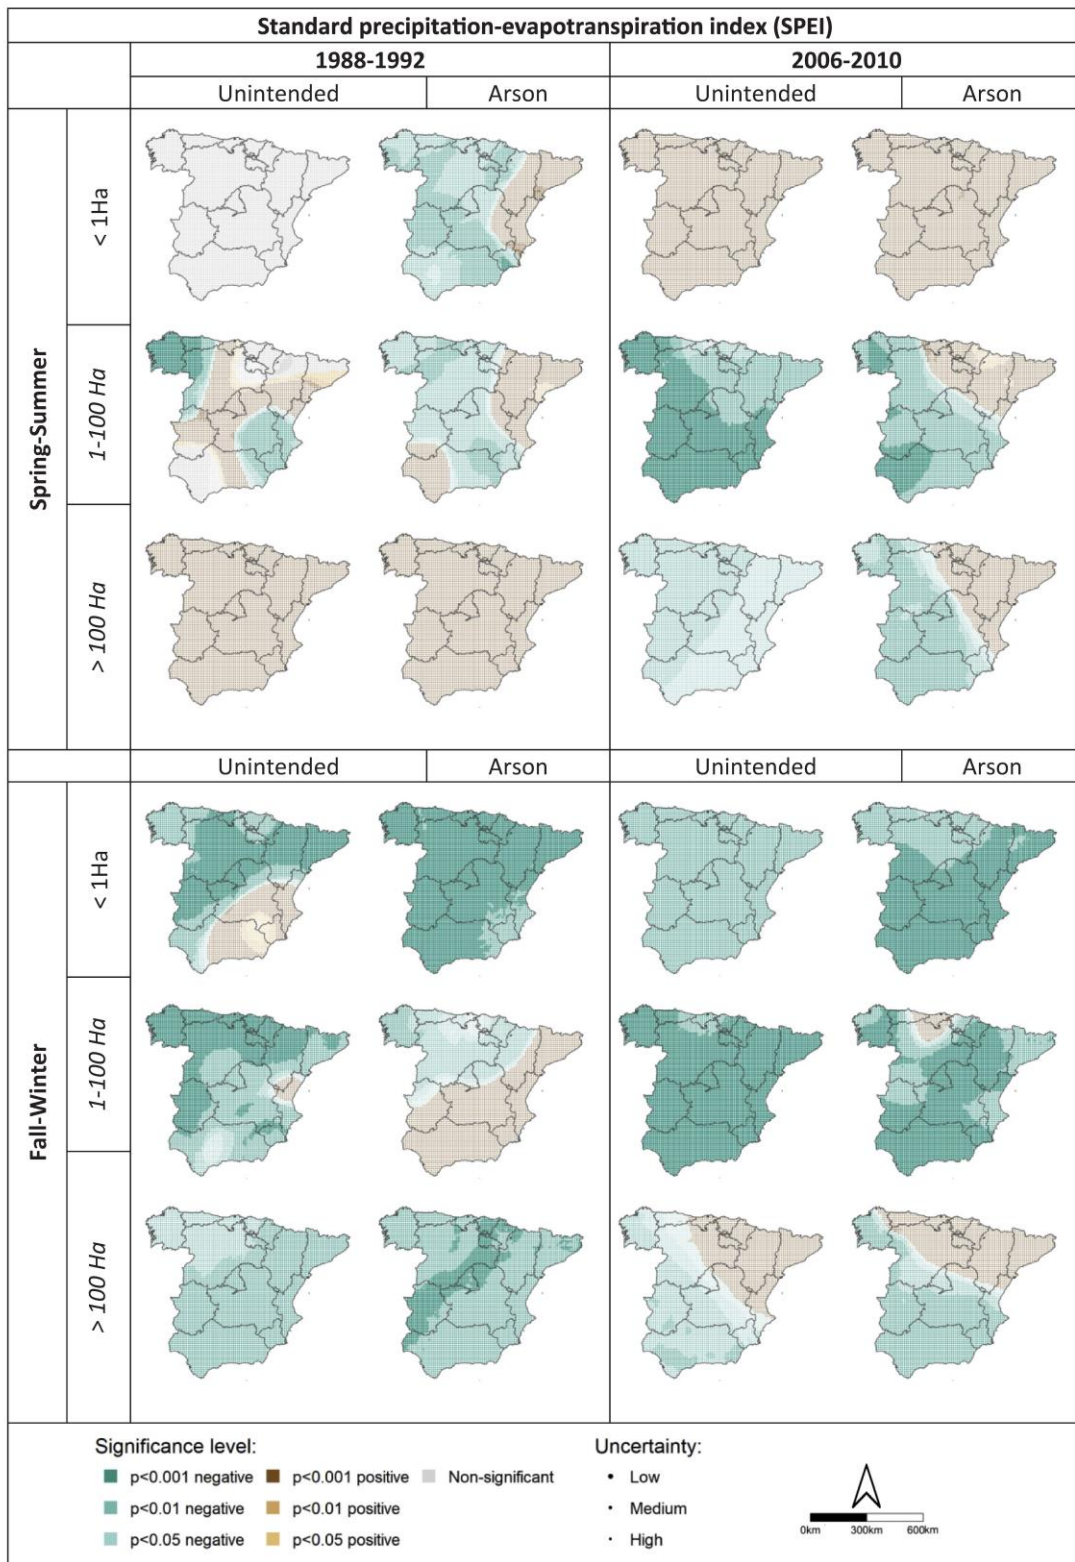 Standard precipitation-evapotranspiration index (SPEI)
1988-1992 2006-2010
Unintended Arson Unintended Arson
Spring-Summer
< 1Ha
1-100 Ha
> 100 Ha
Unintended Arson Unintended Arson
Fall-Winter
< 1Ha
1-100 Ha
> 100 Ha
Significance level: Uncertainty:
p<0.001 negative p<0.001 positive Non-significant Low
p<0.01 negative p<0.01 positive Medium
p<0.05 negative p<0.05 positive High
0km 300km 600km